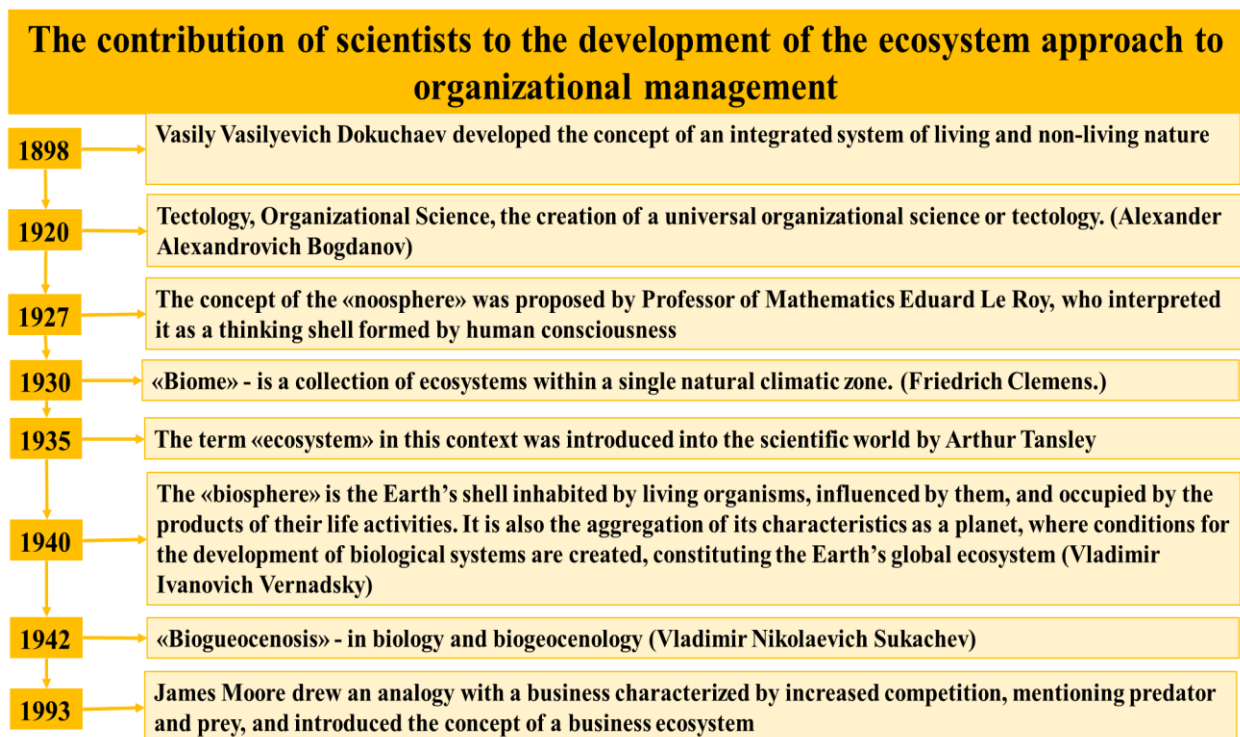 The contribution of scientists to the development of the ecosystem approach to
organizational management
1898
Vasily Vasilyevich Dokuchaev developed the concept of an integrated system of living and non-living nature
1920
Tectology, Organizational Science, the creation of a universal organizational science or tectology. (Alexander
Alexandrovich Bogdanov)
1927
The concept of the «noosphere» was proposed by Professor of Mathematics Eduard Le Roy, who interpreted
it as a thinking shell formed by human consciousness
1930
«Biome» - is a collection of ecosystems within a single natural climatic zone. (Friedrich Clemens.)
1935
The term «ecosystem» in this context was introduced into the scientific world by Arthur Tansley
1940
The «biosphere» is the Earth’s shell inhabited by living organisms, influenced by them, and occupied by the
products of their life activities. It is also the aggregation of its characteristics as a planet, where conditions for
the development of biological systems are created, constituting the Earth’s global ecosystem (Vladimir
Ivanovich Vernadsky)
1942
«Biogueocenosis» - in biology and biogeocenology (Vladimir Nikolaevich Sukachev)
1993
James Moore drew an analogy with a business characterized by increased competition, mentioning predator
and prey, and introduced the concept of a business ecosystem